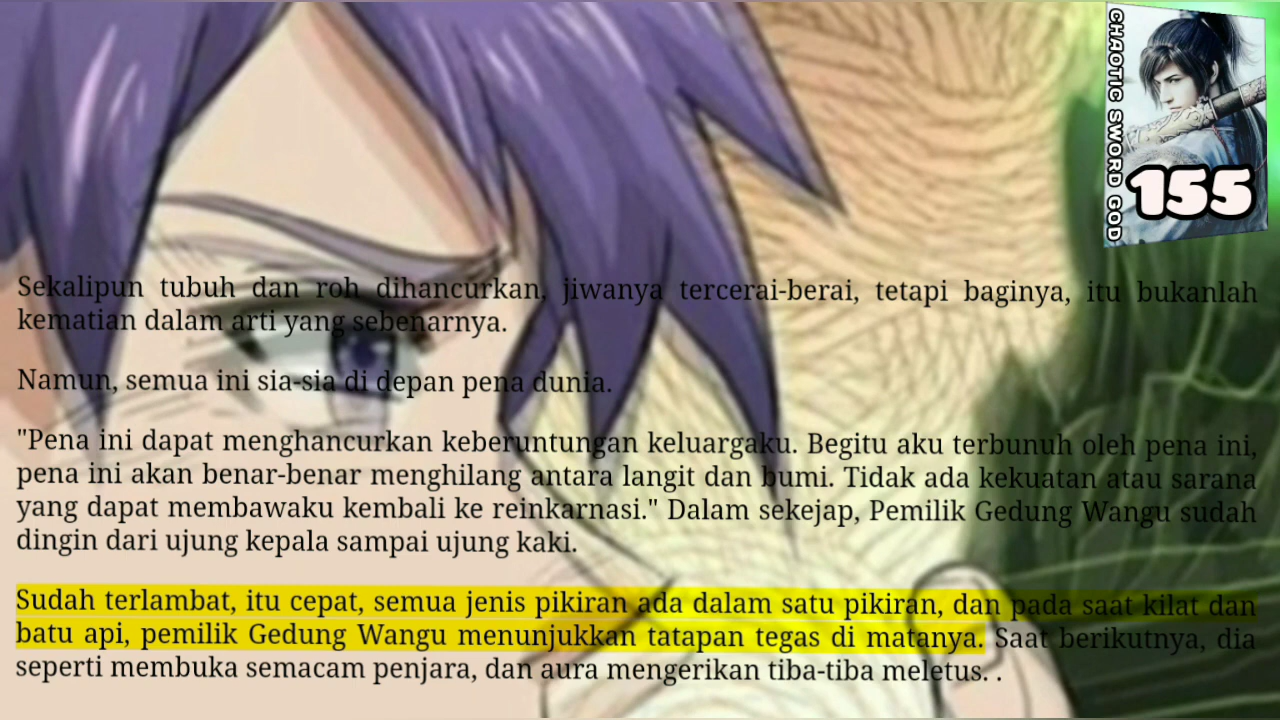 CHAOTIC SWORD GOD
155
Sekalipun tubuh dan roh dihancurkan, jiwanya tercerai-berai, tetapi baginya, itu bukanlah
kematian dalam arti yang sebenarnya.
Namun, semua ini sia-sia di depan pena dunia.
"Pena ini dapat menghancurkan keberuntungan keluargaku. Begitu aku terbunuh oleh pena ini,
pena ini akan benar-benar menghilang antara langit dan bumi. Tidak ada kekuatan atau sarana
yang dapat membawaku kembali ke reinkarnasi." Dalam sekejap, Pemilik Gedung Wangu sudah
dingin dari ujung kepala sampai ujung kaki.
Sudah terlambat, itu cepat, semua jenis pikiran ada dalam satu pikiran, dan pada saat kilat dan
batu api, pemilik Gedung Wangu menunjukkan tatapan tegas di matanya. Saat berikutnya, dia
seperti membuka semacam penjara, dan aura mengerikan tiba-tiba meletus. .